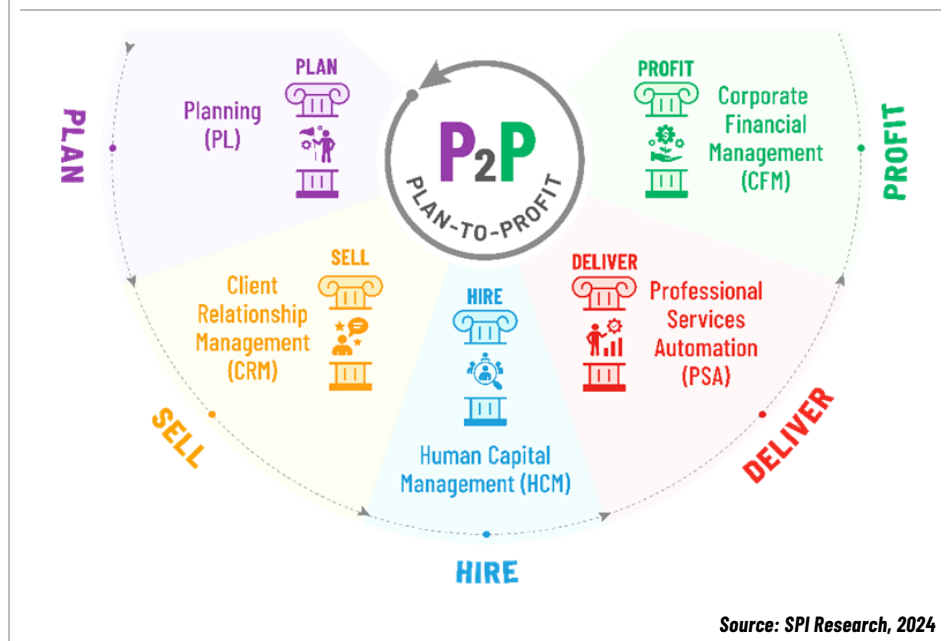 PLAN
PLAN
Planning
(PL)
P2P
PLAN-TO-PROFIT
PROFIT
Corporate
Financial
Management
(CFM)
PROFIT
SELL
Client
Relationship
Management
(CRM)
SELL
HIRE
Human Capital
Management (HCM)
HIRE
DELIVER
Professional
Services
Automation
(PSA)
DELIVER
Source: SPI Research, 2024